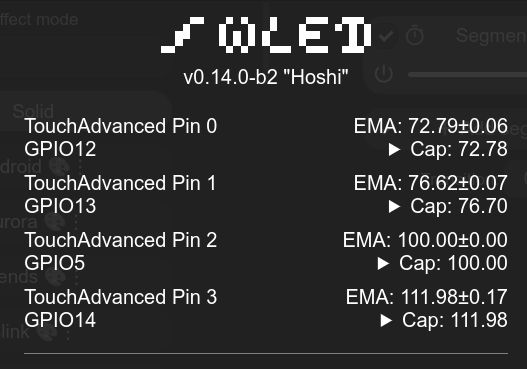 ffect mode
WLED
Segmen
v0.14.0-b2 "Hoshi"
Solid
TouchAdvanced Pin 0 EMA: 72.79±0.06
GPIO12 ▶ Cap: 72.78
droid
TouchAdvanced Pin 1 EMA: 76.62±0.07
GPIO13 ▶ Cap: 76.70
urora
TouchAdvanced Pin 2 EMA: 100.00±0.00
GPIO5 ▶ Cap: 100.00
ends
TouchAdvanced Pin 3 EMA: 111.98±0.17
GPIO14 ▶ Cap: 111.98
link